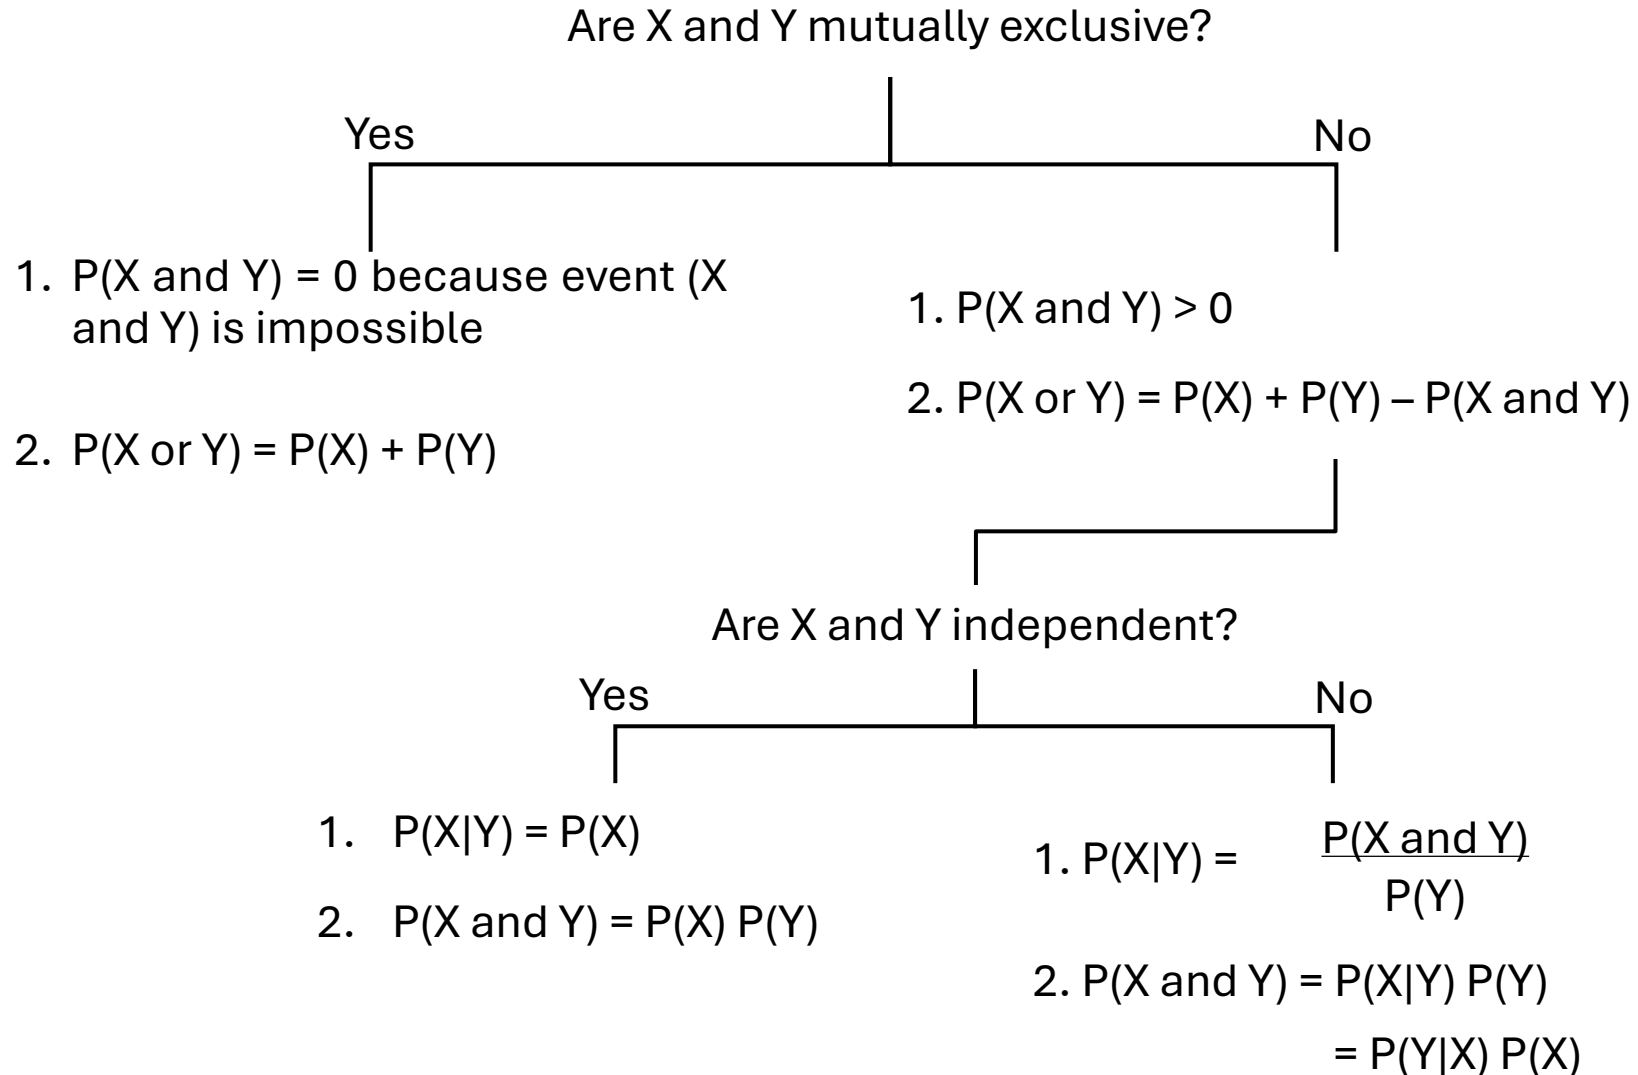 Are X and Y mutually exclusive?
Yes
No
1. P(X and Y) = 0 because event (X
and Y) is impossible
2. P(X or Y) = P(X) + P(Y)
1. P(X and Y) > 0
2. P(X or Y) = P(X) + P(Y) – P(X and Y)
Are X and Y independent?
Yes
No
1. P(X|Y) = P(X)
2. P(X and Y) = P(X) P(Y)
1. P(X|Y) =
P(X and Y)
P(Y)
2. P(X and Y) = P(X|Y) P(Y)
= P(Y|X) P(X)